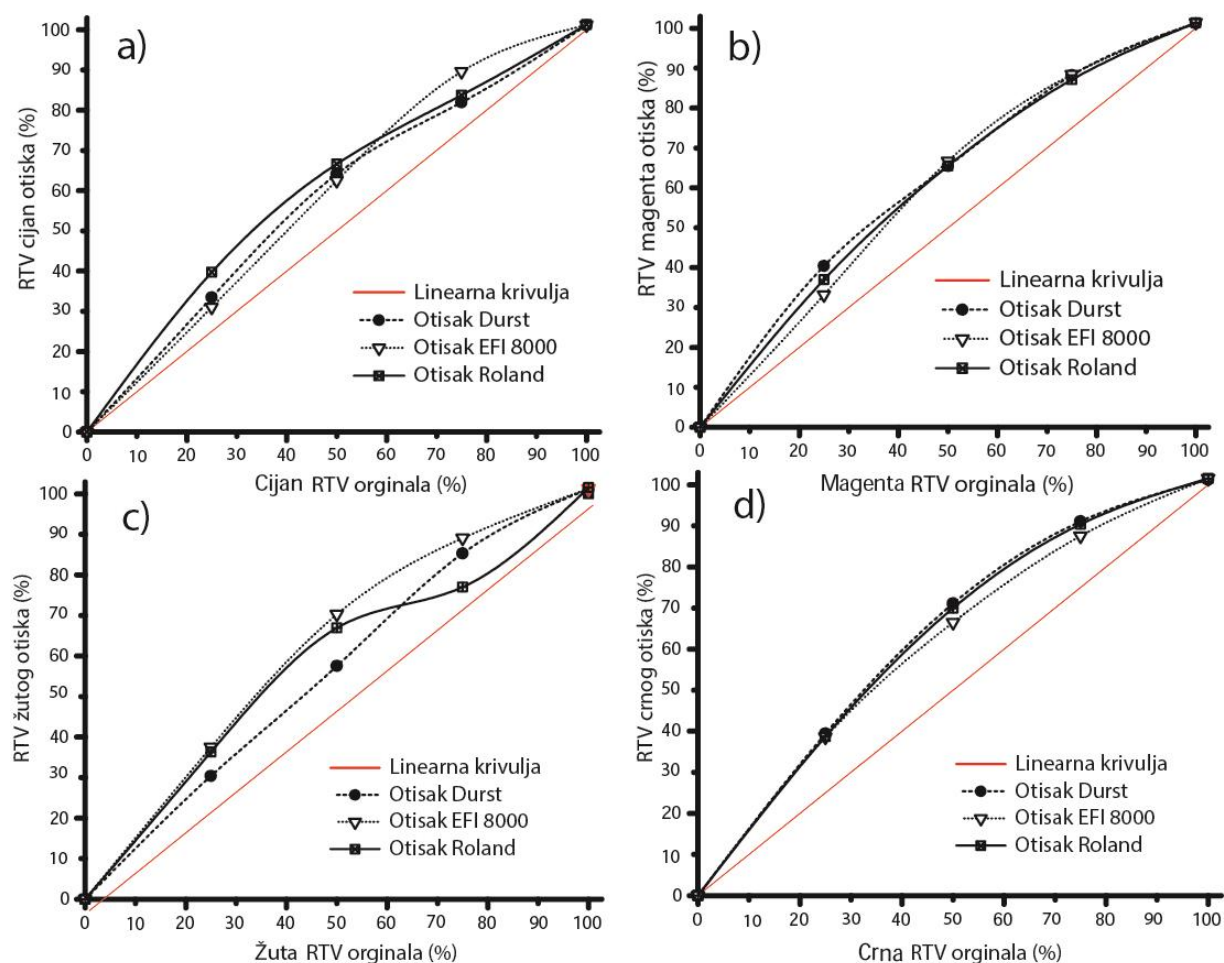 a)
RTV cijan otiska (%)
100
90
80
70
60
50
40
30
20
10
0
Linearna krivulja
Otisak Durst
Otisak EFI 8000
Otisak Roland
0 10 20 30 40 50 60 70 80 90 100
Cijan RTV orginala (%)
b)
RTV magenta otiska (%)
100
90
80
70
60
50
40
30
20
10
0
Linearna krivulja
Otisak Durst
Otisak EFI 8000
Otisak Roland
0 10 20 30 40 50 60 70 80 90 100
Magenta RTV orginala (%)
c)
RTV žutog otiska (%)
100
90
80
70
60
50
40
30
20
10
0
Linearna krivulja
Otisak Durst
Otisak EFI 8000
Otisak Roland
0 10 20 30 40 50 60 70 80 90 100
Žuta RTV orginala (%)
d)
RTV crnog otiska (%)
100
90
80
70
60
50
40
30
20
10
0
Linearna krivulja
Otisak Durst
Otisak EFI 8000
Otisak Roland
0 10 20 30 40 50 60 70 80 90 100
Crna RTV orginala (%)